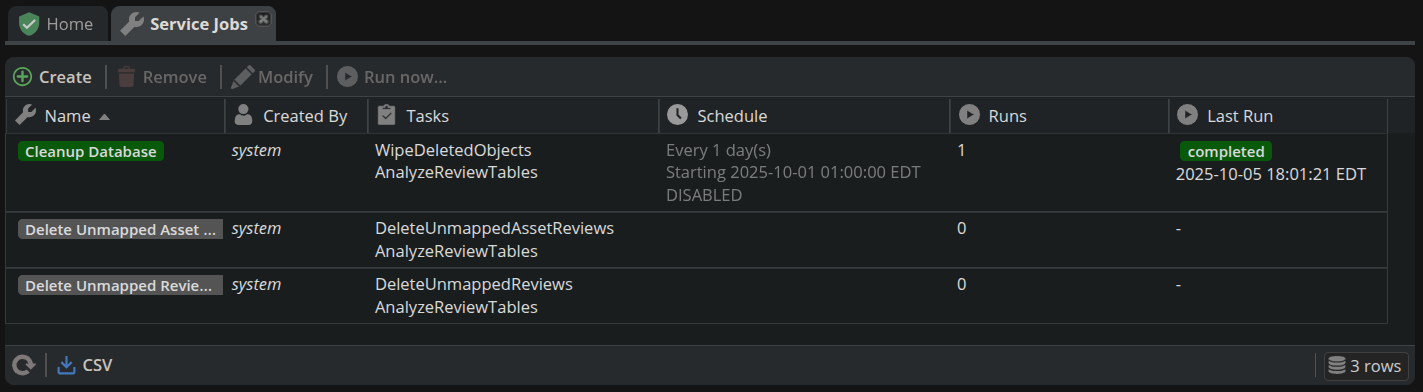 Home
Service Jobs
Create
Remove
Modify
Run now...
Name
Created By
Tasks
Schedule
Runs
Last Run
Cleanup Database
system
WipeDeletedObjects
AnalyzeReviewTables
Every 1 day(s)
Starting 2025-10-01 01:00:00 EDT
DISABLED
1
completed
2025-10-05 18:01:21 EDT
Delete Unmapped Asset ...
system
DeleteUnmappedAssetReviews
AnalyzeReviewTables
0
-
Delete Unmapped Revie...
system
DeleteUnmappedReviews
AnalyzeReviewTables
0
-
CSV
3 rows